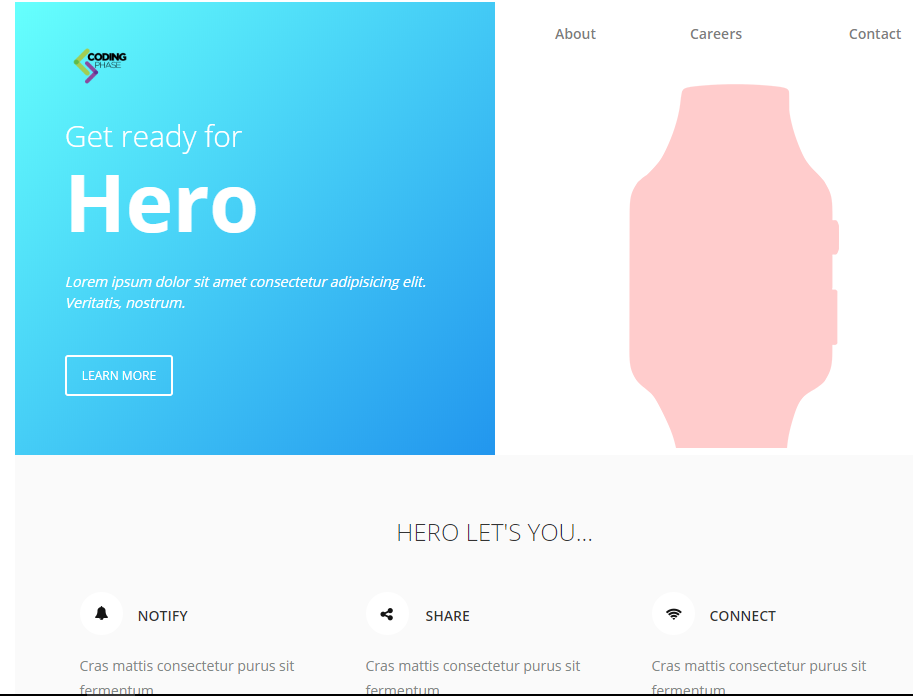 CODING
PHASE
About
Careers
Contact
Get ready for
Hero
Lorem ipsum dolor sit amet consectetur adipisicing elit.
Veritatis, nostrum.
LEARN MORE
HERO LET'S YOU...
NOTIFY
Cras mattis consectetur purus sit
fermentum
SHARE
Cras mattis consectetur purus sit
fermentum
CONNECT
Cras mattis consectetur purus sit
fermentum